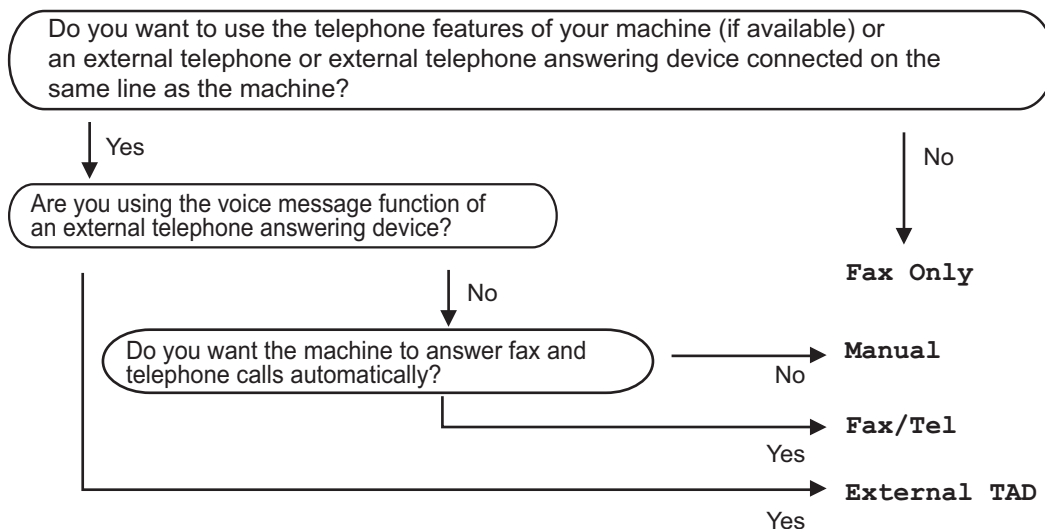 Do you want to use the telephone features of your machine (if available) or
an external telephone or external telephone answering device connected on the
same line as the machine?
Yes
No
Are you using the voice message function of
an external telephone answering device?
Fax Only
No
Do you want the machine to answer fax and
telephone calls automatically?
Manual
No
Fax/Tel
Yes
External TAD
Yes